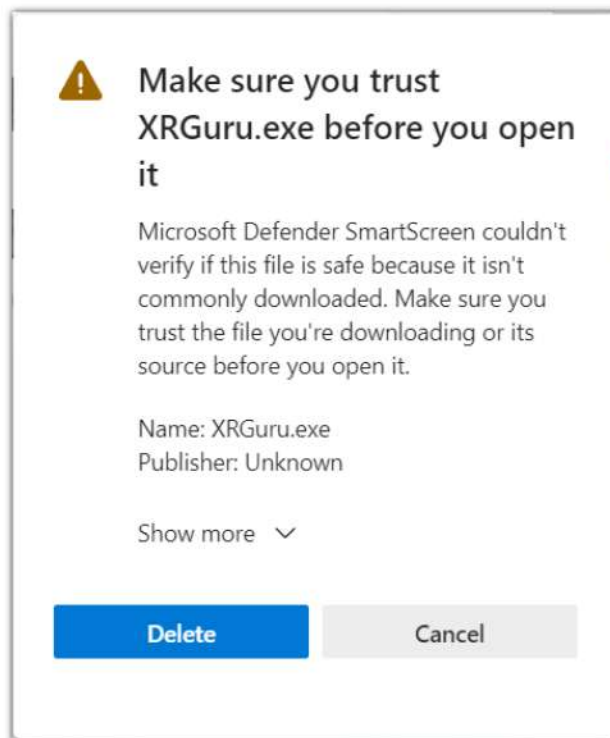 Make sure you trust
XRGuru.exe before you open
it
Microsoft Defender SmartScreen couldn't
verify if this file is safe because it isn't
commonly downloaded. Make sure you
trust the file you're downloading or its
source before you open it.
Name: XRGuru.exe
Publisher: Unknown
Show more
Delete
Cancel